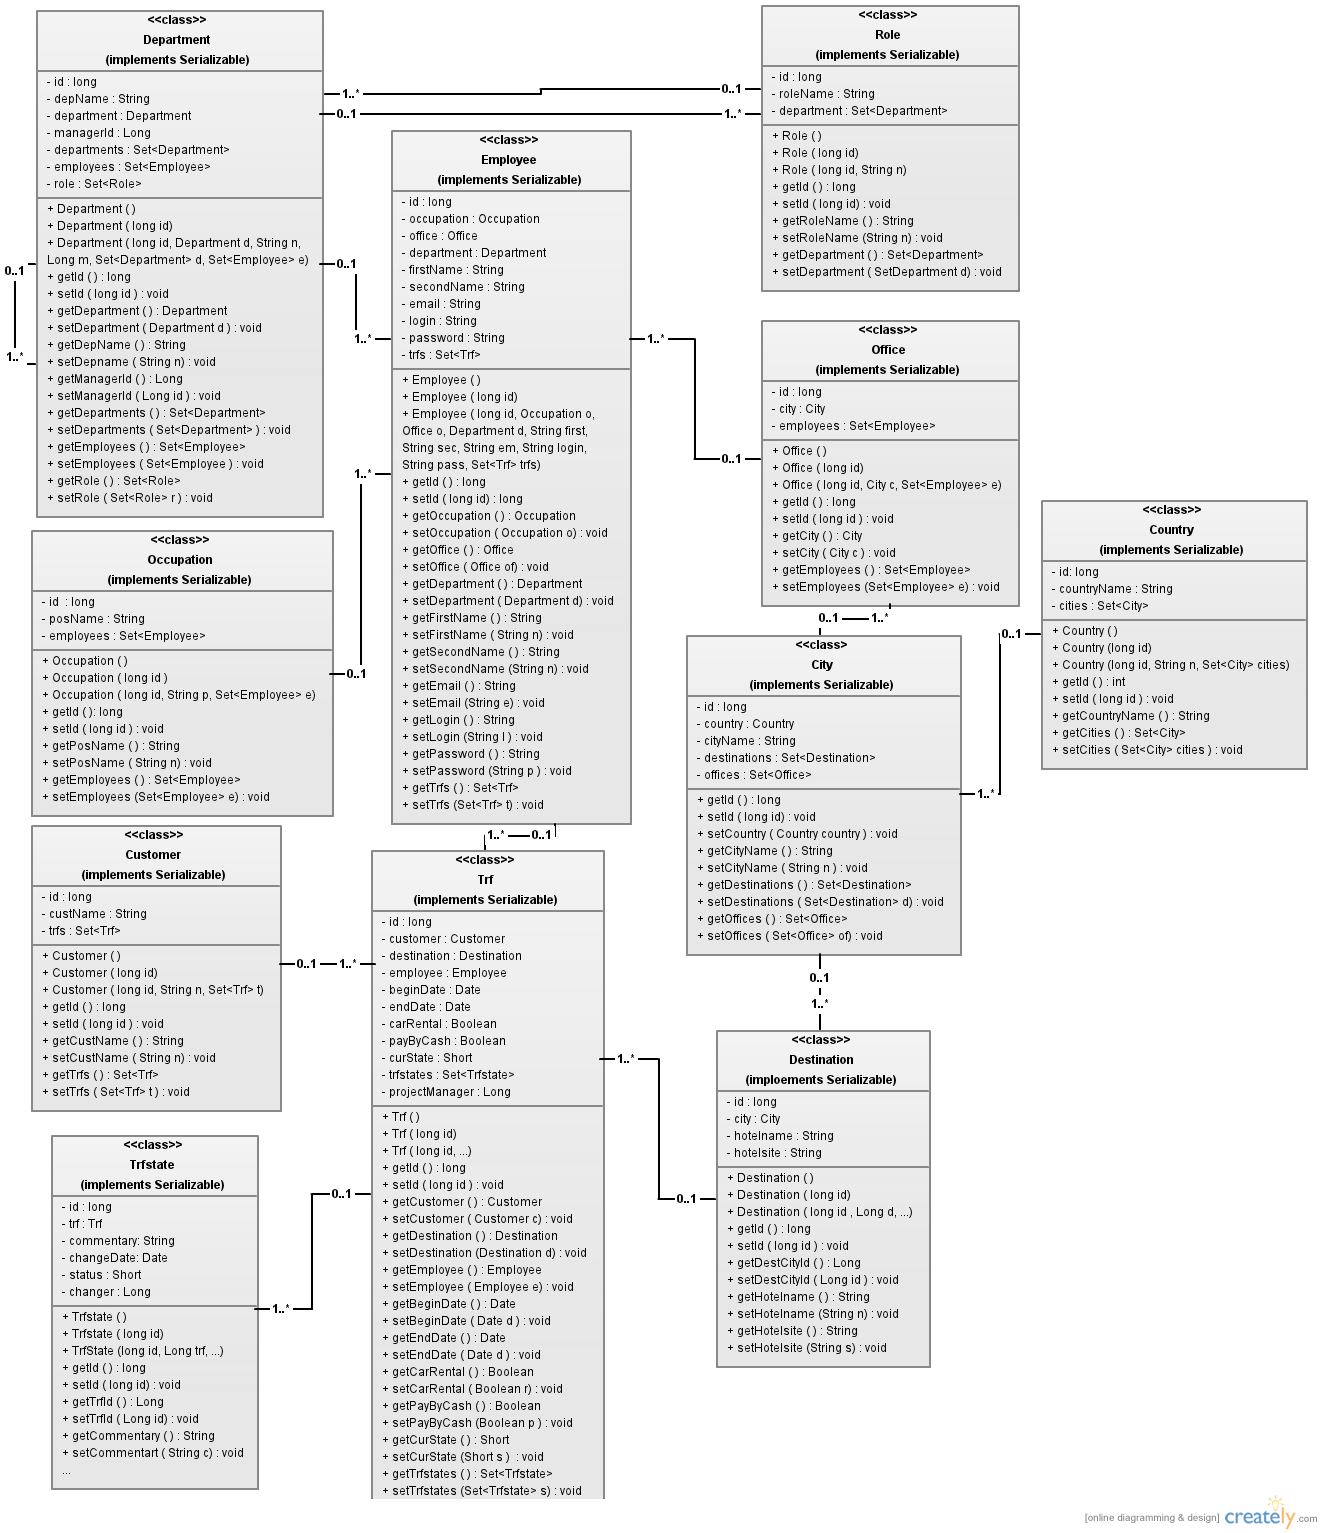 <<class>>
Department
(implements Serializable)
- id : long
- depName : String
- department : Department
- managerId : Long
- departments : Set<Department>
- employees : Set<Employee>
- role : Set<Role>
+ Department ( )
+ Department ( long id)
+ Department ( long id, Department d, String n,
Long m, Set<Department> d, Set<Employee> e)
+ getId ( ) : long
+ setId ( long id ) : void
+ getDepartment ( ) : Department
+ setDepartment ( Department d ) : void
+ getDepName ( ) : String
+ setDepname ( String n) : void
+ getManagerId ( ) : Long
+ setManagerId ( Long id ) : void
+ getDepartments ( ) : Set<Department>
+ setDepartments ( Set<Department> ) : void
+ getEmployees ( ) : Set<Employee>
+ setEmployees ( Set<Employee ) : void
+ getRole ( ) : Set<Role>
+ setRole ( Set<Role> r ) : void
0..1
1..*
1..*
0..1
0..1
1..*
0..1
1..*
<<class>>
Role
(implements Serializable)
- id : long
- roleName : String
- department : Set<Department>
+ Role ( )
+ Role ( long id)
+ Role ( long id, String n)
+ getId ( ) : long
+ setId ( long id) : void
+ getRoleName ( ) : String
+ setRoleName (String n) : void
+ getDepartment ( ) : Set<Department>
+ setDepartment ( SetDepartment d) : void
<<class>>
Employee
(implements Serializable)
- id : long
- occupation : Occupation
- office : Office
- department : Department
- firstName : String
- secondName : String
- email : String
- login : String
- password : String
- trfs : Set<Trf>
+ Employee ( )
+ Employee ( long id)
+ Employee ( long id, Occupation o,
Office o, Department d, String first,
String sec, String em, String login,
String pass, Set<Trf> trfs)
+ getId ( ) : long
+ setId ( long id) : long
+ getOccupation ( ) : Occupation
+ setOccupation ( Occupation o) : void
+ getOffice ( ) : Office
+ setOffice ( Office of) : void
+ getDepartment ( ) : Department
+ setDepartment ( Department d) : void
+ getFirstName ( ) : String
+ setFirstName ( String n) : void
+ getSecondName ( ) : String
+ setSecondName (String n) : void
+ getEmail ( ) : String
+ setEmail (String e) : void
+ getLogin ( ) : String
+ setLogin (String l ) : void
+ getPassword ( ) : String
+ setPassword (String p ) : void
+ getTrfs ( ) : Set<Trf>
+ setTrfs (Set<Trf> t) : void
1..*
0..1
1..*
0..1
1..*
0..1
<<class>>
Office
(implements Serializable)
- id : long
- city : City
- employees : Set<Employee>
+ Office ( )
+ Office ( long id)
+ Office ( long id, City c, Set<Employee> e)
+ getId ( ) : long
+ setId ( long id ) : void
+ getCity ( ) : City
+ setCity ( City c ) : void
+ getEmployees ( ) : Set<Employee>
+ setEmployees (Set<Employee> e) : void
0..1
1..*
<<class>>
Country
(implements Serializable)
- id: long
- countryName : String
- cities : Set<City>
+ Country ( )
+ Country (long id)
+ Country (long id, String n, Set<City> cities)
+ getId ( ) : int
+ setId ( long id ) : void
+ getCountryName ( ) : String
+ getCities ( ) : Set<City>
+ setCities ( Set<City> cities ) : void
0..1
1..*
<<class>>
Occupation
(implements Serializable)
- id  : long
- posName : String
- employees : Set<Employee>
+ Occupation ( )
+ Occupation ( long id )
+ Occupation ( long id, String p, Set<Employee> e)
+ getId ( ): long
+ setId ( long id ) : void
+ getPosName ( ) : String
+ setPosName ( String n) : void
+ getEmployees ( ) : Set<Employee>
+ setEmployees (Set<Employee> e) : void
<<class>
City
(implements Serializable)
- id : long
- country : Country
- cityName : String
- destinations : Set<Destination>
- offices : Set<Office>
+ getId ( ) : long
+ setId ( long id) : void
+ setCountry ( Country country ) : void
+ getCityName ( ) : String
+ setCityName ( String n ) : void
+ getDestinations ( ) : Set<Destination>
+ setDestinations ( Set<Destination> d) : void
+ getOffices ( ) : Set<Office>
+ setOffices ( Set<Office> of) : void
0..1
1..*
<<class>>
Customer
(implements Serializable)
- id : long
- custName : String
- trfs : Set<Trf>
+ Customer ( )
+ Customer ( long id)
+ Customer ( long id, String n, Set<Trf> t)
+ getId ( ) : long
+ setId ( long id ) : void
+ getCustName ( ) : String
+ setCustName ( String n) : void
+ getTrfs ( ) : Set<Trf>
+ setTrfs ( Set<Trf> t ) : void
0..1
1..*
<<class>>
Trf
(implements Serializable)
- id : long
- customer : Customer
- destination : Destination
- employee : Employee
- beginDate : Date
- endDate : Date
- carRental : Boolean
- payByCash : Boolean
- curState : Short
- trfstates : Set<Trfstate>
- projectManager : Long
+ Trf ( )
+ Trf ( long id)
+ Trf ( long id, ...)
+ getId ( ) : long
+ setId ( long id ) : void
+ getCustomer ( ) : Customer
+ setCustomer ( Customer c) : void
+ getDestination ( ) : Destination
+ setDestination (Destination d) : void
+ getEmployee ( ) : Employee
+ setEmployee ( Employee e) : void
+ getBeginDate ( ) : Date
+ setBeginDate ( Date d ) : void
+ getEndDate ( ) : Date
+ setEndDate ( Date d ) : void
+ getCarRental ( ) : Boolean
+ setCarRental ( Boolean r) : void
+ getPayByCash ( ) : Boolean
+ setPayByCash (Boolean p ) : void
+ getCurState ( ) : Short
+ setCurState (Short s )  : void
+ getTrfstates ( ) : Set<Trfstate>
+ setTrfstates (Set<Trfstate> s) : void
1..*
0..1
<<class>>
Destination
(imploements Serializable)
- id : long
- city : City
- hotelname : String
- hotelsite : String
+ Destination ( )
+ Destination ( long id)
+ Destination ( long id , Long d, ...)
+ getId ( ) : long
+ setId ( long id ) : void
+ getDestCityId ( ) : Long
+ setDestCityId ( Long id ) : void
+ getHotelname ( ) : String
+ setHotelname (String n) : void
+ getHotelsite ( ) : String
+ setHotelsite (String s) : void
<<class>>
Trfstate
(implements Serializable)
- id : long
- trf : Trf
- commentary: String
- changeDate: Date
- status : Short
- changer : Long
+ Trfstate ( )
+ Trfstate ( long id)
+ TrfState (long id, Long trf, ...)
+ getId ( ) : long
+ setId ( long id) : void
+ getTrfId ( ) : Long
+ setTrfId ( Long id) : void
+ getCommentary ( ) : String
+ setCommentart ( String c) : void
...
0..1
1..*
[online diagramming & design] creately.com